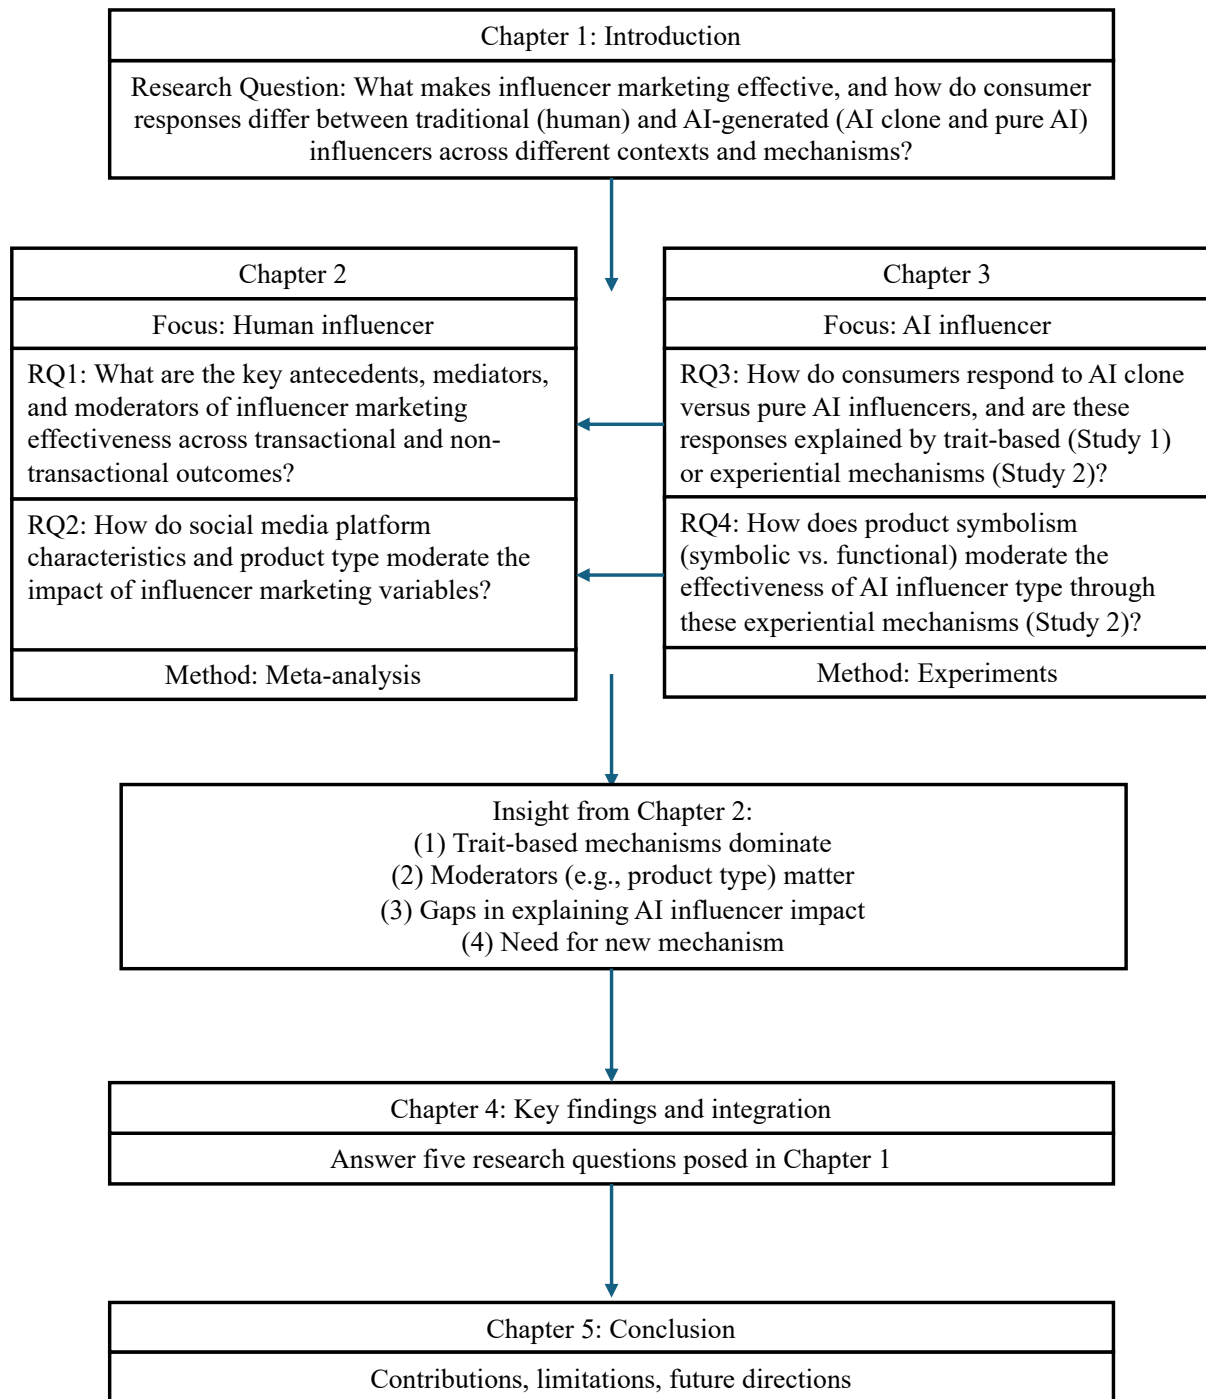 Chapter 1: Introduction
Research Question: What makes influencer marketing effective, and how do consumer
responses differ between traditional (human) and AI-generated (AI clone and pure AI)
influencers across different contexts and mechanisms?
Chapter 2
Focus: Human influencer
RQ1: What are the key antecedents, mediators,
and moderators of influencer marketing
effectiveness across transactional and non-
transactional outcomes?
RQ2: How do social media platform
characteristics and product type moderate the
impact of influencer marketing variables?
Method: Meta-analysis
Chapter 3
Focus: AI influencer
RQ3: How do consumers respond to AI clone
versus pure AI influencers, and are these
responses explained by trait-based (Study 1)
or experiential mechanisms (Study 2)?
RQ4: How does product symbolism
(symbolic vs. functional) moderate the
effectiveness of AI influencer type through
these experiential mechanisms (Study 2)?
Method: Experiments
Insight from Chapter 2:
(1) Trait-based mechanisms dominate
(2) Moderators (e.g., product type) matter
(3) Gaps in explaining AI influencer impact
(4) Need for new mechanism
Chapter 4: Key findings and integration
Answer five research questions posed in Chapter 1
Chapter 5: Conclusion
Contributions, limitations, future directions